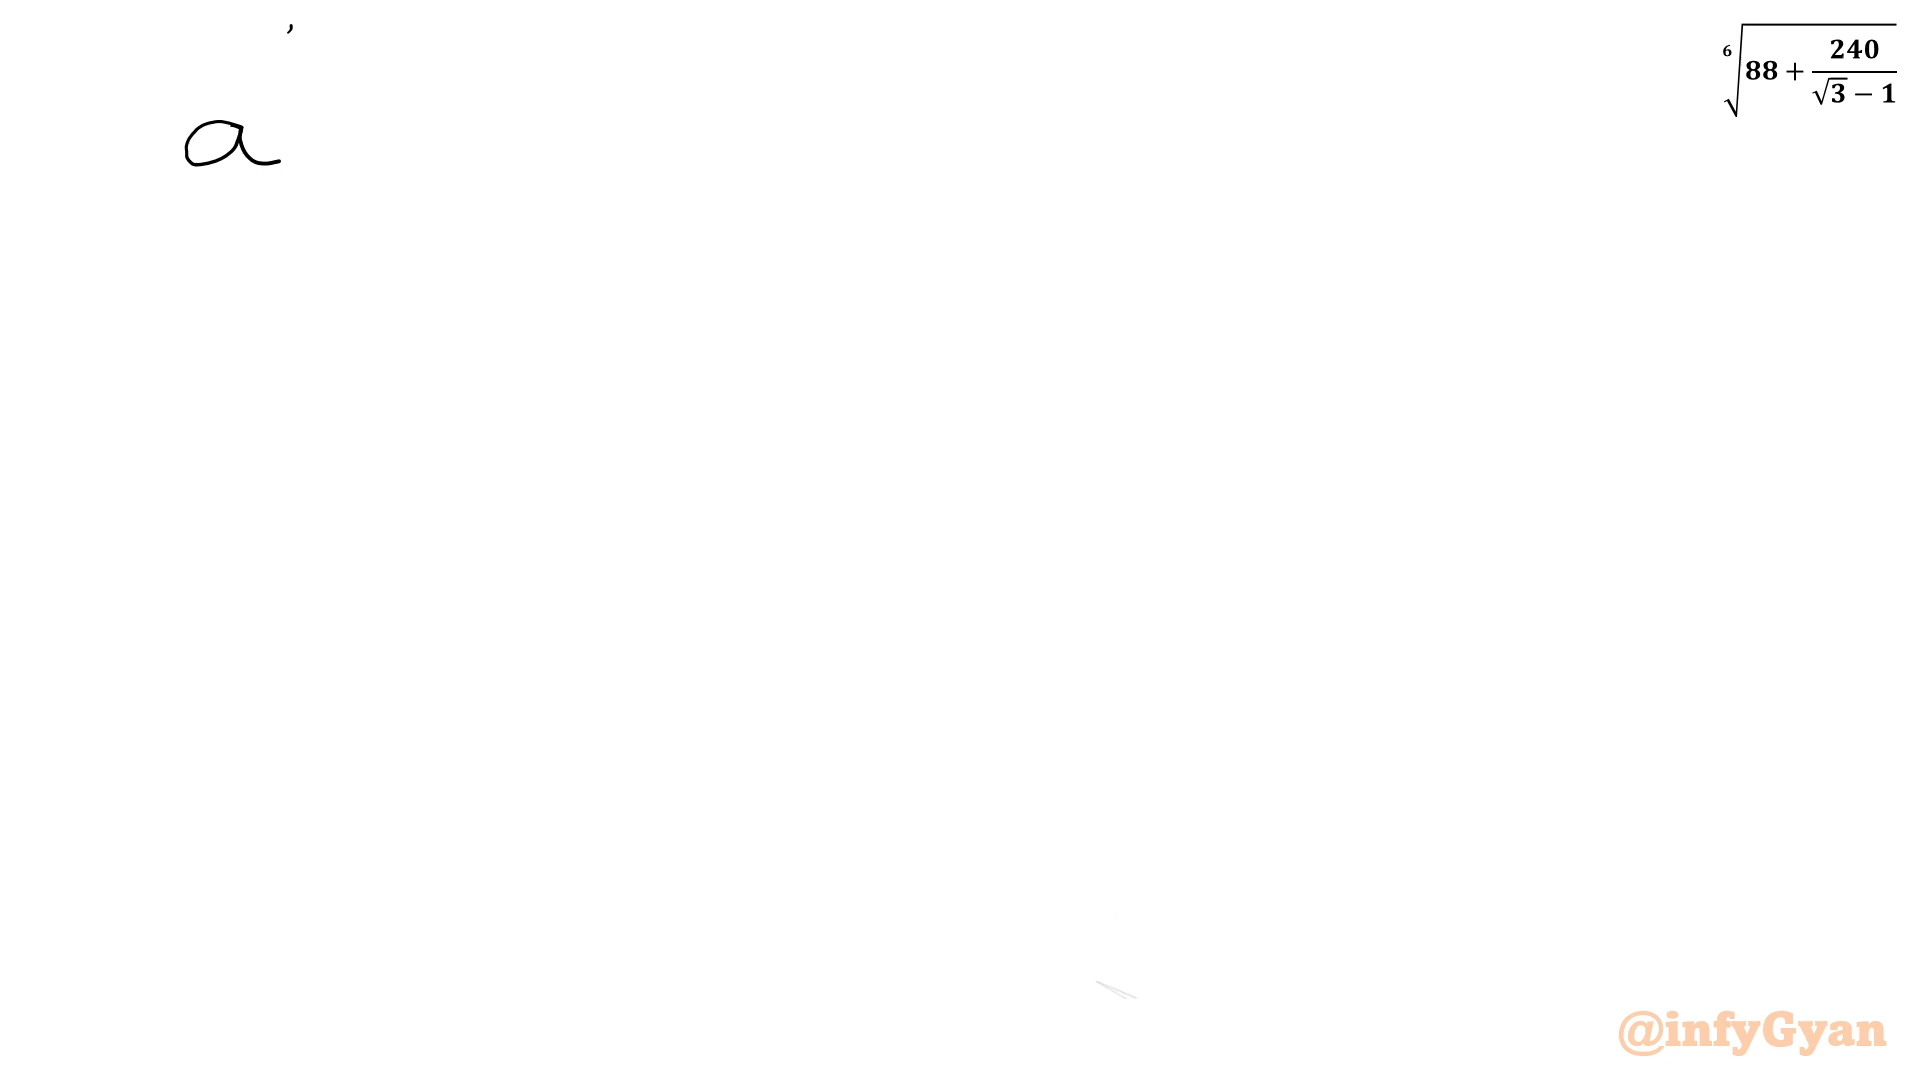 ⁶√(88 + 240/(√3 − 1))
a
@infyGyan